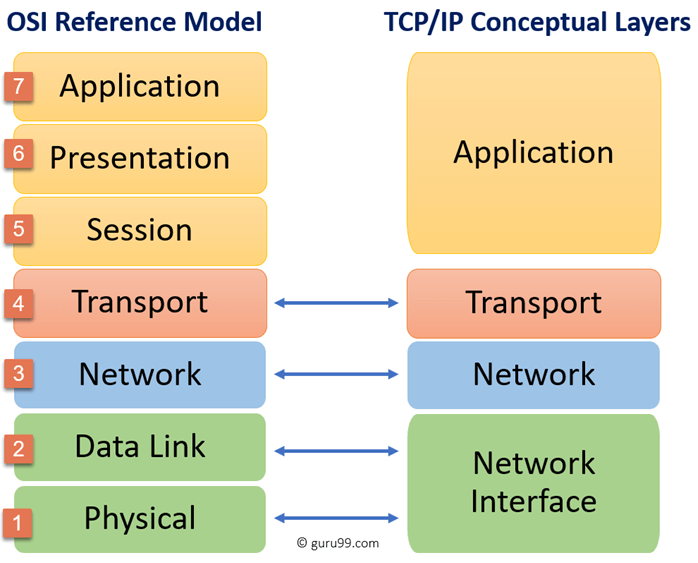 OSI Reference Model
TCP/IP Conceptual Layers
7 Application
6 Presentation
5 Session
4 Transport
3 Network
2 Data Link
1 Physical
Application
Transport
Network
Network
Interface
© guru99.com